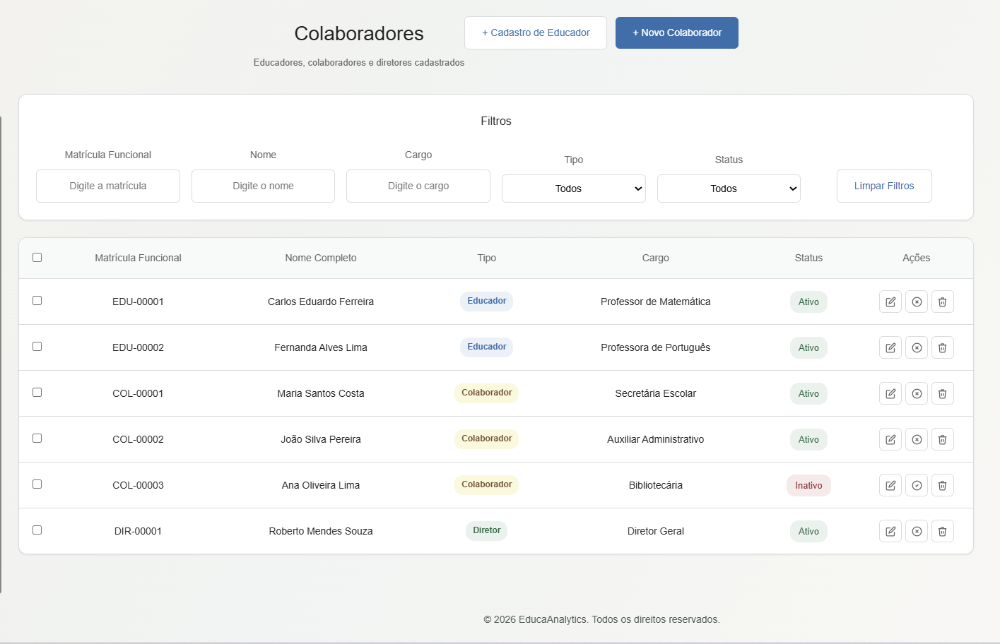 Colaboradores
+ Cadastro de Educador
+ Novo Colaborador
Educadores, colaboradores e diretores cadastrados
Filtros
Matrícula Funcional Nome Cargo Tipo Status
Digite a matrícula Digite o nome Digite o cargo Todos Todos Limpar Filtros
Matrícula Funcional Nome Completo Tipo Cargo Status Ações
EDU-00001 Carlos Eduardo Ferreira Educador Professor de Matemática Ativo
EDU-00002 Fernanda Alves Lima Educador Professora de Português Ativo
COL-00001 Maria Santos Costa Colaborador Secretária Escolar Ativo
COL-00002 João Silva Pereira Colaborador Auxiliar Administrativo Ativo
COL-00003 Ana Oliveira Lima Colaborador Bibliotecária Inativo
DIR-00001 Roberto Mendes Souza Diretor Diretor Geral Ativo
© 2026 EducaAnalytics. Todos os direitos reservados.